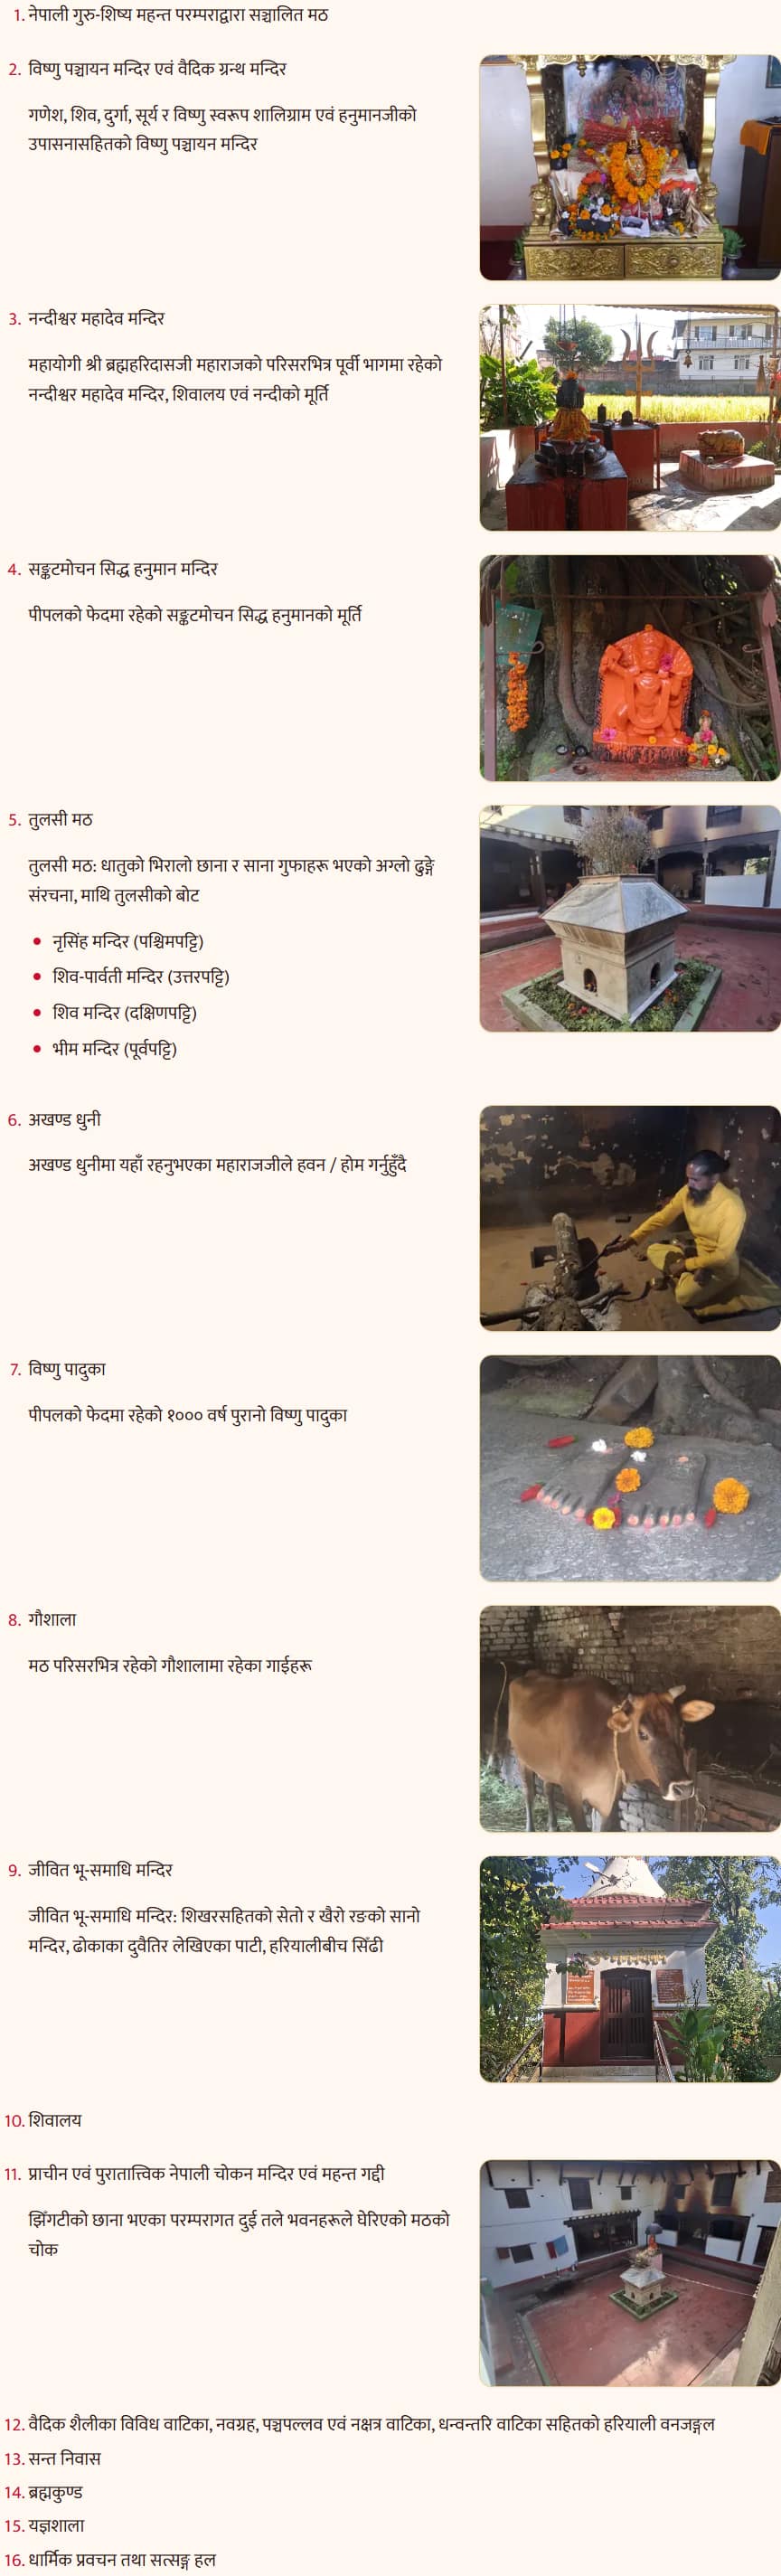 1. नेपाली गुरु-शिष्य महन्त परम्पराद्वारा सञ्चालित मठ
2. विष्णु पञ्चायन मन्दिर एवं वैदिक ग्रन्थ मन्दिर
गणेश, शिव, दुर्गा, सूर्य र विष्णु स्वरूप शालिग्राम एवं हनुमानजीको
उपासनासहितको विष्णु पञ्चायन मन्दिर
3. नन्दीश्वर महादेव मन्दिर
महायोगी श्री ब्रह्महरिदासजी महाराजको परिसरभित्र पूर्वी भागमा रहेको
नन्दीश्वर महादेव मन्दिर, शिवालय एवं नन्दीको मूर्ति
4. सङ्कटमोचन सिद्ध हनुमान मन्दिर
पीपलको फेदमा रहेको सङ्कटमोचन सिद्ध हनुमानको मूर्ति
5. तुलसी मठ
तुलसी मठ: धातुको भिरालो छाना र साना गुफाहरू भएको अग्लो ढुङ्गे
संरचना, माथि तुलसीको बोट
• नृसिंह मन्दिर (पश्चिमपट्टि)
• शिव-पार्वती मन्दिर (उत्तरपट्टि)
• शिव मन्दिर (दक्षिणपट्टि)
• भीम मन्दिर (पूर्वपट्टि)
6. अखण्ड धुनी
अखण्ड धुनीमा यहाँ रहनुभएका महाराजजीले हवन / होम गर्नुहुँदै
7. विष्णु पादुका
पीपलको फेदमा रहेको १००० वर्ष पुरानो विष्णु पादुका
8. गौशाला
मठ परिसरभित्र रहेको गौशालामा रहेका गाईहरू
9. जीवित भू-समाधि मन्दिर
जीवित भू-समाधि मन्दिर: शिखरसहितको सेतो र खैरो रङको सानो
मन्दिर, ढोकाका दुवैतिर लेखिएका पाटी, हरियालीबीच सिँढी
10. शिवालय
11. प्राचीन एवं पुरातात्त्विक नेपाली चोकन मन्दिर एवं महन्त गद्दी
झिँगटीको छाना भएका परम्परागत दुई तले भवनहरूले घेरिएको मठको
चोक
12. वैदिक शैलीका विविध वाटिका, नवग्रह, पञ्चपल्लव एवं नक्षत्र वाटिका, धन्वन्तरि वाटिका सहितको हरियाली वनजङ्गल
13. सन्त निवास
14. ब्रह्मकुण्ड
15. यज्ञशाला
16. धार्मिक प्रवचन तथा सत्सङ्ग हल